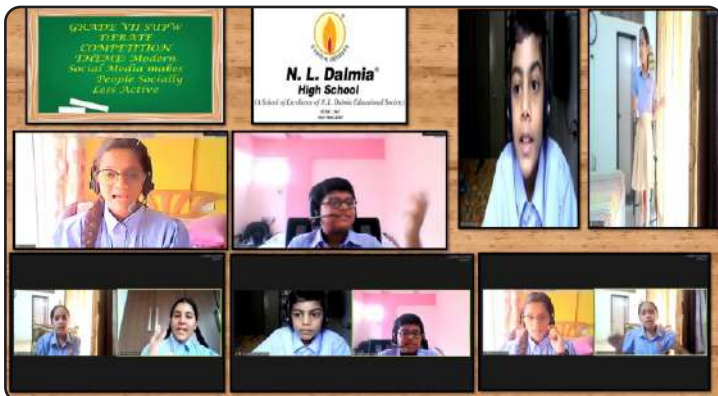 GRADE VII SUPW
DEBATE
COMPETITION
THEME: Modern
Social Media makes
People Socially
Less Active
N. L. Dalmia®
High School
(A School of Excellence of N. L. Dalmia Educational Society)